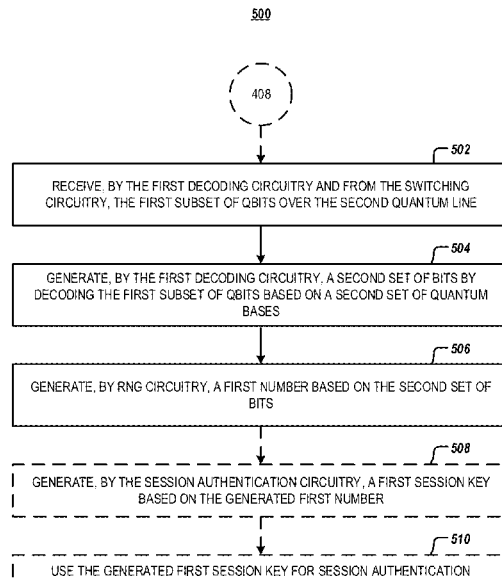 500
408
502
RECEIVE, BY THE FIRST DECODING CIRCUITRY AND FROM THE SWITCHING
CIRCUITRY, THE FIRST SUBSET OF QBITS OVER THE SECOND QUANTUM LINE
504
GENERATE, BY THE FIRST DECODING CIRCUITRY, A SECOND SET OF BITS BY
DECODING THE FIRST SUBSET OF QBITS BASED ON A SECOND SET OF QUANTUM
BASES
506
GENERATE, BY RNG CIRCUITRY, A FIRST NUMBER BASED ON THE SECOND SET OF
BITS
508
GENERATE, BY THE SESSION AUTHENTICATION CIRCUITRY, A FIRST SESSION KEY
BASED ON THE GENERATED FIRST NUMBER
510
USE THE GENERATED FIRST SESSION KEY FOR SESSION AUTHENTICATION